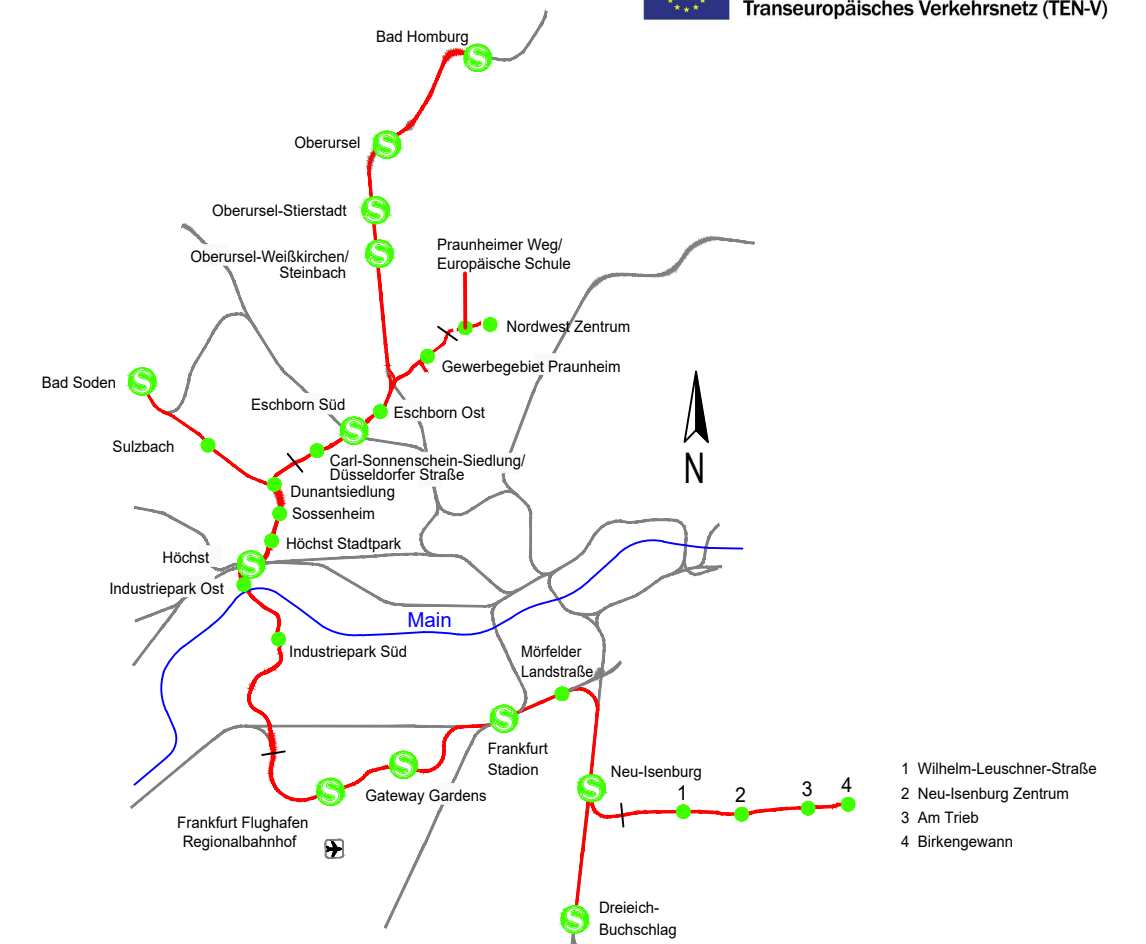 Transeuropäisches Verkehrsnetz (TEN-V)
Bad Homburg
S
Oberursel
S
Oberursel-Stierstadt
S
Oberursel-Weißkirchen/
Steinbach
S
Praunheimer Weg/
Europäische Schule
Nordwest Zentrum
Gewerbegebiet Praunheim
Bad Soden
S
Eschborn Süd
S
Eschborn Ost
Sulzbach
Carl-Sonnenschein-Siedlung/
Düsseldorfer Straße
N
Dunantsiedlung
Sossenheim
Höchst Stadtpark
Höchst
S
Industriepark Ost
Main
Industriepark Süd
Mörfelder
Landstraße
S
Frankfurt
Stadion
S
Gateway Gardens
S
Frankfurt Flughafen
Regionalbahnhof
Neu-Isenburg
S
1
2
3
4
1 Wilhelm-Leuschner-Straße
2 Neu-Isenburg Zentrum
3 Am Trieb
4 Birkengewann
S
Dreieich-
Buchschlag